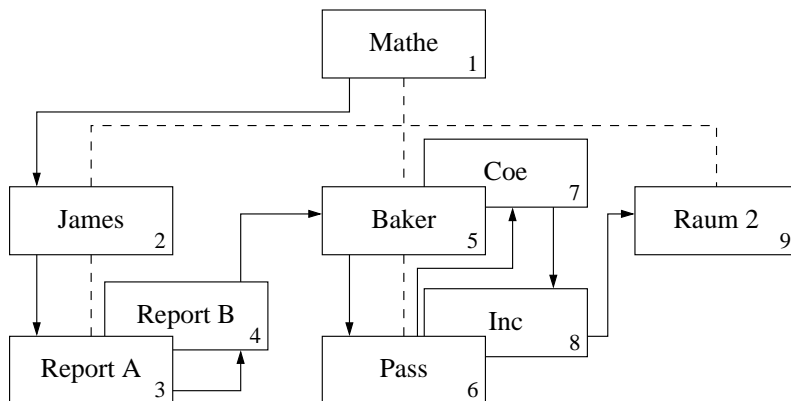 Mathe
1
Coe
7
James
2
Baker
5
Raum 2
9
Report B
4
Inc
8
Report A
3
Pass
6